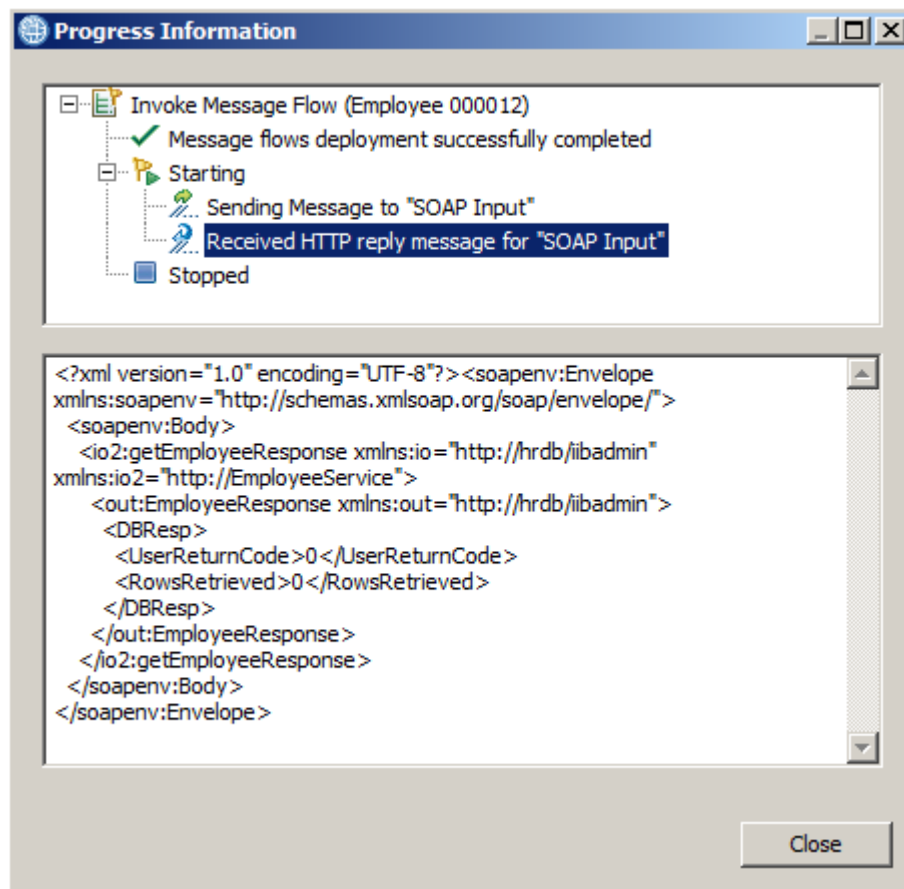 Progress Information
Invoke Message Flow (Employee 000012)
Message flows deployment successfully completed
Starting
Sending Message to "SOAP Input"
Received HTTP reply message for "SOAP Input"
Stopped
<?xml version="1.0" encoding="UTF-8"?><soapenv:Envelope
xmlns:soapenv="http://schemas.xmlsoap.org/soap/envelope/">
<soapenv:Body>
<io2:getEmployeeResponse xmlns:io="http://hrdb/iibadmin"
xmlns:io2="http://EmployeeService">
<out:EmployeeResponse xmlns:out="http://hrdb/iibadmin">
<DBResp>
<UserReturnCode>0</UserReturnCode>
<RowsRetrieved>0</RowsRetrieved>
</DBResp>
</out:EmployeeResponse>
</io2:getEmployeeResponse>
</soapenv:Body>
</soapenv:Envelope>
Close